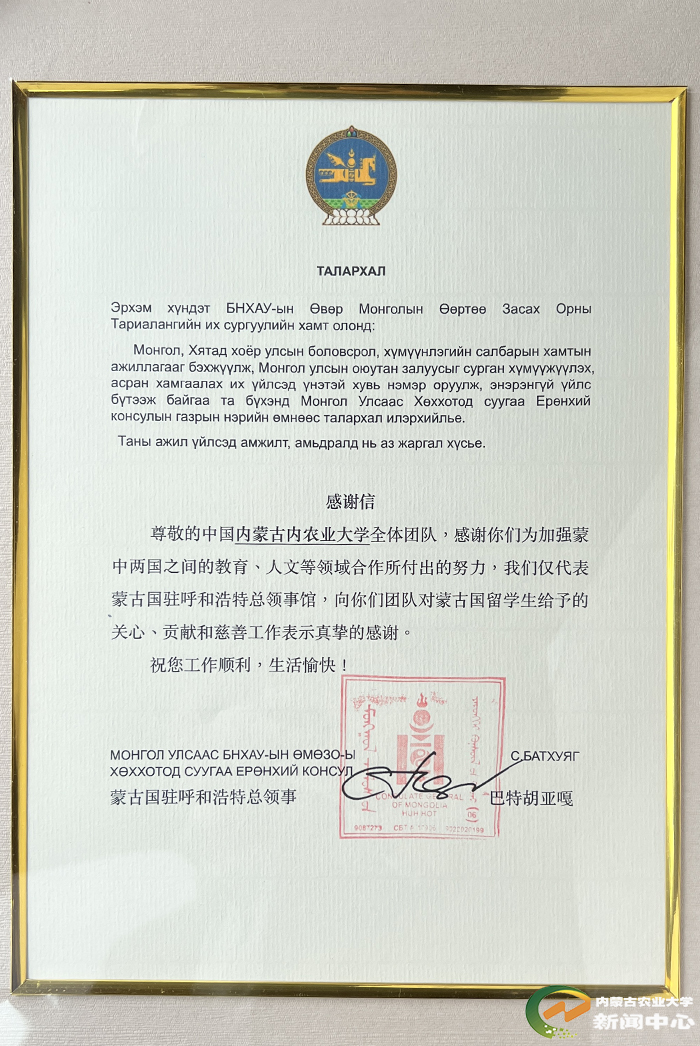 ТАЛАРХАЛ
Эрхэм хүндэт БНХАУ-ын Өвөр Монголын Өөртөө Засах Орны
Тариалангийн их сургуулийн хамт олонд:
Монгол, Хятад хоёр улсын боловсрол, хүмүүнлэгийн салбарын хамтын
ажиллагааг бэхжүүлж, Монгол улсын оюутан залуусыг сурган хүмүүжүүлэх,
асран хамгаалах их үйлсэд үнэтэй хувь нэмэр оруулж, энэрэнгүй үйлс
бүтээж байгаа та бүхэнд Монгол Улсаас Хөххотод суугаа Ерөнхий
консулын газрын нэрийн өмнөөс талархал илэрхийлье.
Таны ажил үйлсэд амжилт, амьдралд нь аз жаргал хүсье.
感谢信
尊敬的中国内蒙古内农业大学全体团队，感谢你们为加强蒙
中两国之间的教育、人文等领域合作所付出的努力，我们仅代表
蒙古国驻呼和浩特总领事馆，向你们团队对蒙古国留学生给予的
关心、贡献和慈善工作表示真挚的感谢。
祝您工作顺利，生活愉快！
МОНГОЛ УЛСААС БНХАУ-ЫН ӨМӨЗО-Ы
ХӨХХОТОД СУУГАА ЕРӨНХИЙ КОНСУЛ
С.БАТХУЯГ
蒙古国驻呼和浩特总领事
巴特胡亚嘎
OF MONGOLIA
HUH HOT
9087273
内蒙古农业大学
新闻中心